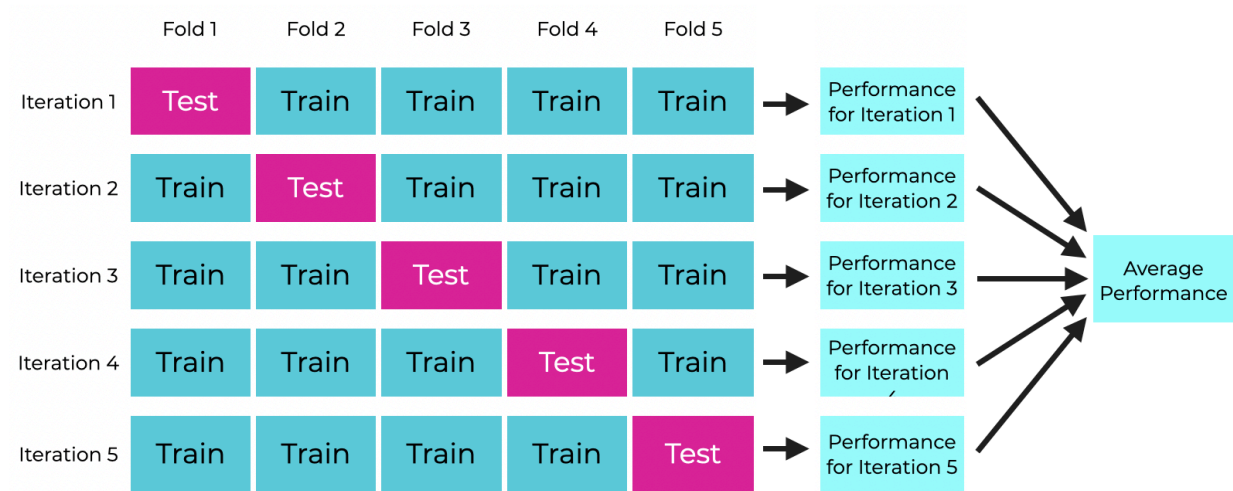 Fold 1 Fold 2 Fold 3 Fold 4 Fold 5
Iteration 1 Test Train Train Train Train Performance
for Iteration 1
Iteration 2 Train Test Train Train Train Performance
for Iteration 2
Iteration 3 Train Train Test Train Train Performance
for Iteration 3
Average
Performance
Iteration 4 Train Train Train Test Train Performance
for Iteration
Iteration 5 Train Train Train Train Test Performance
for Iteration 5